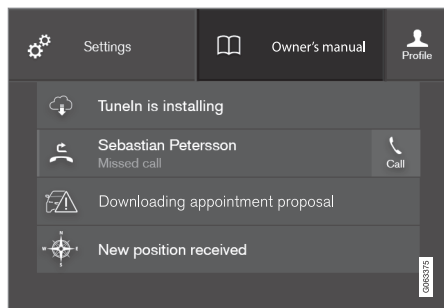 Settings
Owner's manual
Profile
TuneIn is installing
Sebastian Petersson
Missed call
Call
Downloading appointment proposal
New position received
G063375